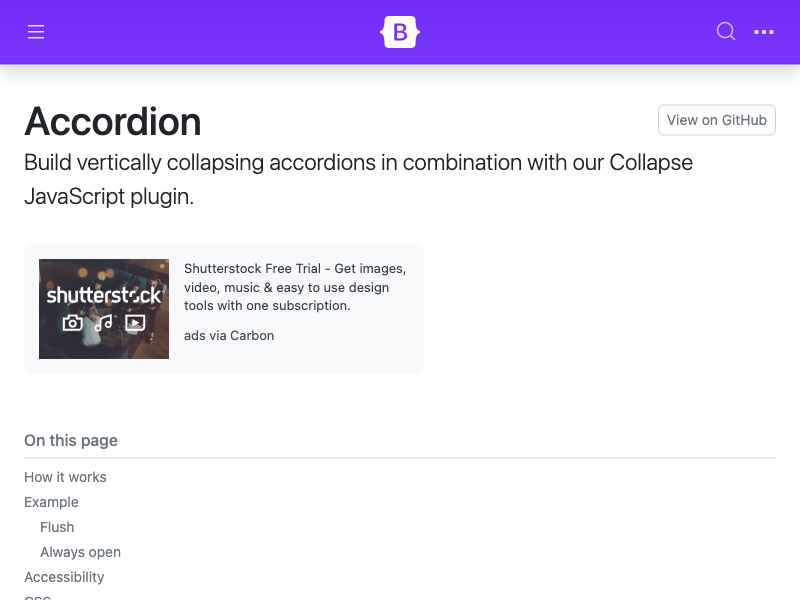 B
Accordion
View on GitHub
Build vertically collapsing accordions in combination with our Collapse
JavaScript plugin.
shutterstock
Shutterstock Free Trial - Get images,
video, music & easy to use design
tools with one subscription.
ads via Carbon
On this page
How it works
Example
Flush
Always open
Accessibility
CSS